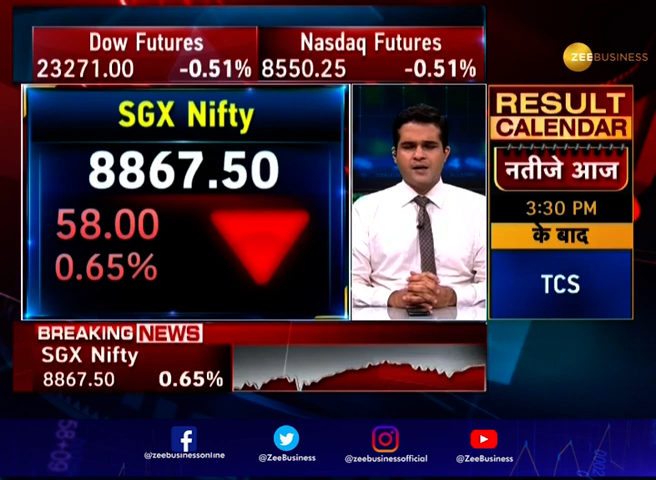 Dow Futures
23271.00 -0.51%
Nasdaq Futures
8550.25 -0.51%
ZEEBUSINESS
SGX Nifty
8867.50
58.00
0.65%
RESULT
CALENDAR
नतीजे आज
3:30 PM
के बाद
TCS
BREAKING NEWS
SGX Nifty
8867.50 0.65%
@zeebusinessonline
@ZeeBusiness
@zeebusinessofficial
@ZeeBusiness